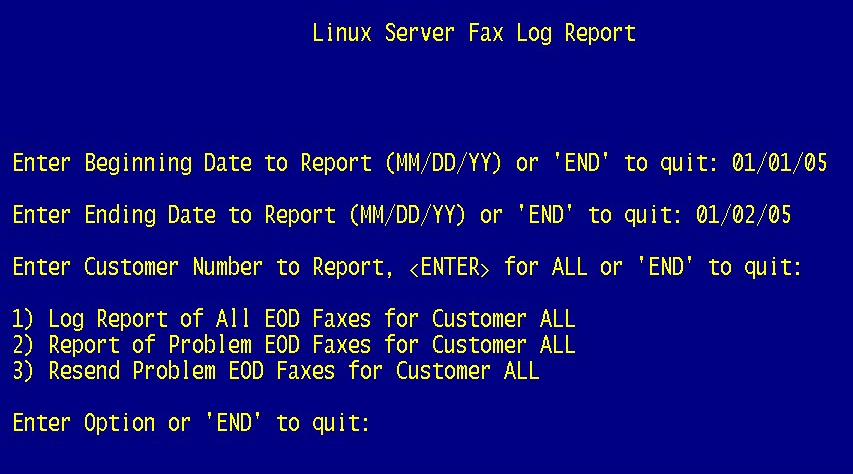 Linux Server Fax Log Report
Enter Beginning Date to Report (MM/DD/YY) or 'END' to quit: 01/01/05
Enter Ending Date to Report (MM/DD/YY) or 'END' to quit: 01/02/05
Enter Customer Number to Report, <ENTER> for ALL or 'END' to quit:
1) Log Report of All EOD Faxes for Customer ALL
2) Report of Problem EOD Faxes for Customer ALL
3) Resend Problem EOD Faxes for Customer ALL
Enter Option or 'END' to quit: